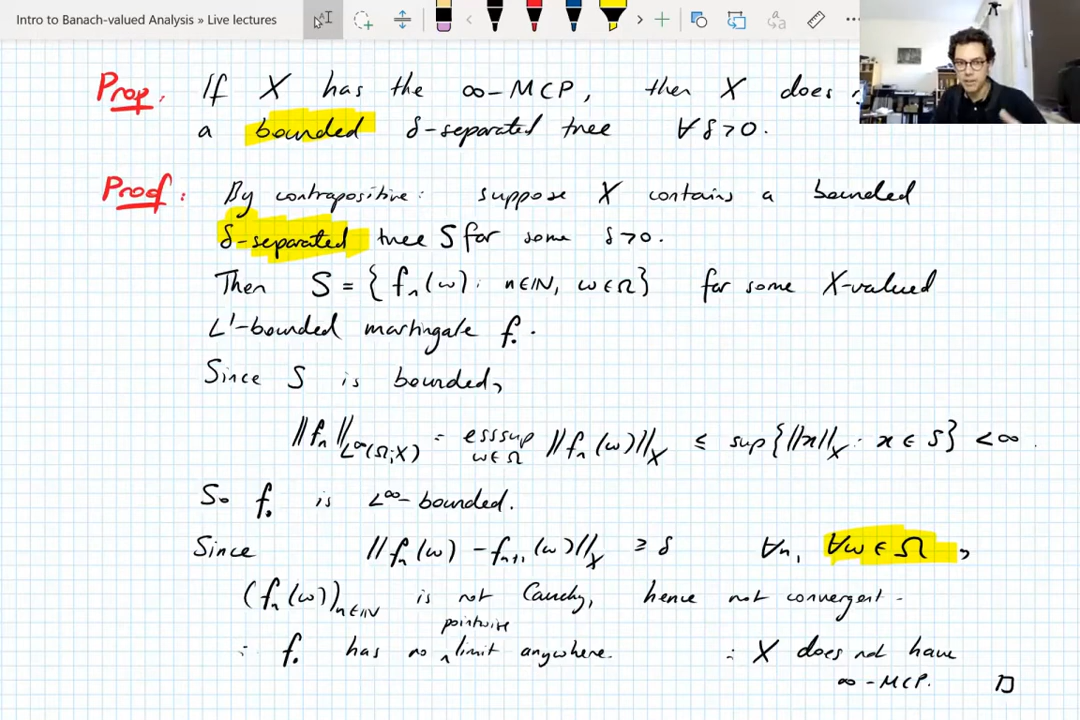 Intro to Banach-valued Analysis » Live lectures
Prop. If X has the ∞-MCP, then X does
a bounded δ-separated tree ∀δ>0.
Proof: By contrapositive: suppose X contains a bounded
δ-separated tree S for some δ>0.
Then S = {fₙ(ω): n∈ℕ, ω∈Ω} for some X-valued
L¹-bounded martingale f.
Since S is bounded,
‖fₙ‖_{L^∞(Ω;X)} = esssup_{ω∈Ω} ‖fₙ(ω)‖_X ≤ sup{‖x‖_X : x ∈ S} < ∞.
So f. is L^∞-bounded.
Since ‖fₙ(ω) - fₙ₊₁(ω)‖_X ≥ δ ∀n, ∀ω∈Ω,
(fₙ(ω))_{n∈ℕ} is not Cauchy, hence not convergent.
∴ f. has no pointwise limit anywhere. ∴ X does not have
∞-MCP. □